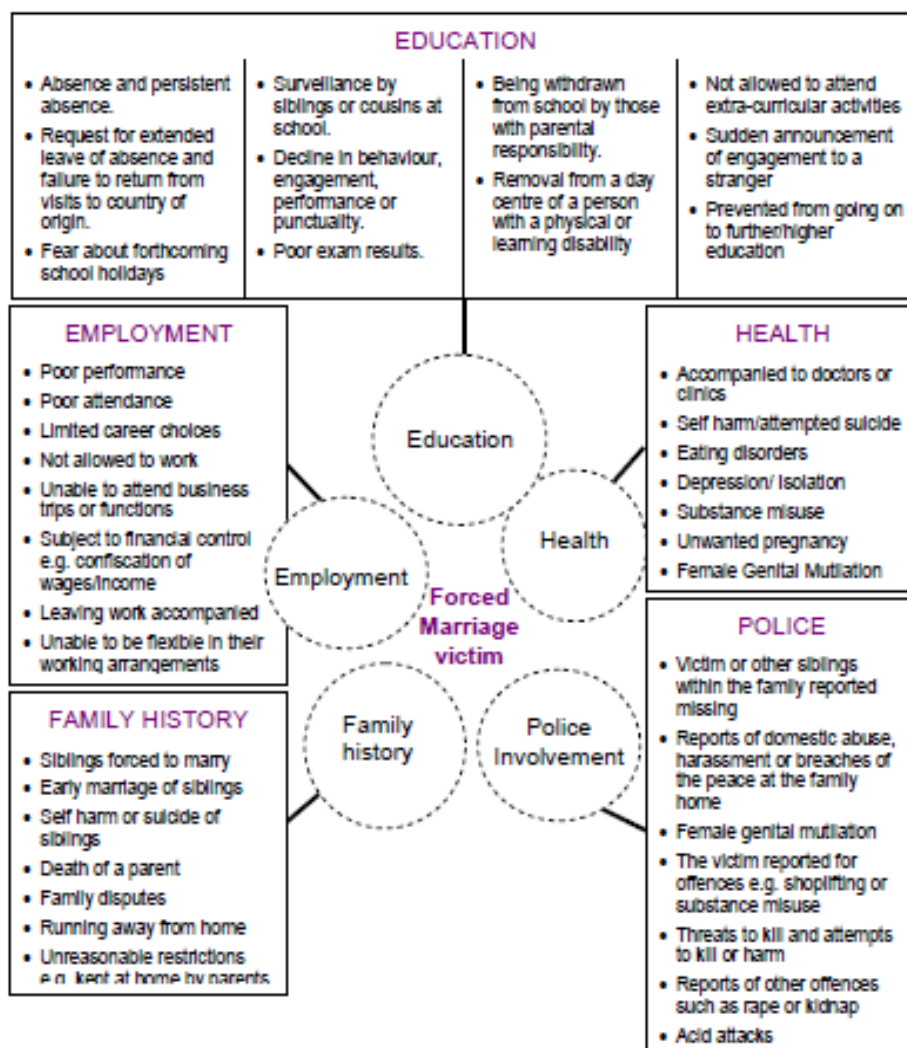 EDUCATION
• Absence and persistent
absence.
• Request for extended
leave of absence and
failure to return from
visits to country of
origin.
• Fear about forthcoming
school holidays
• Surveillance by
siblings or cousins at
school.
• Decline in behaviour,
engagement,
performance or
punctuality.
• Poor exam results.
• Being withdrawn
from school by those
with parental
responsibility.
• Removal from a day
centre of a person
with a physical or
learning disability
• Not allowed to attend
extra-curricular activities
• Sudden announcement
of engagement to a
stranger
• Prevented from going on
to further/higher
education
EMPLOYMENT
• Poor performance
• Poor attendance
• Limited career choices
• Not allowed to work
• Unable to attend business
trips or functions
• Subject to financial control
e.g. confiscation of
wages/income
• Leaving work accompanied
• Unable to be flexible in their
working arrangements
HEALTH
• Accompanied to doctors or
clinics
• Self harm/attempted suicide
• Eating disorders
• Depression/ isolation
• Substance misuse
• Unwanted pregnancy
• Female Genital Mutilation
Education
Health
Employment
Forced
Marriage
victim
Family
history
Police
Involvement
FAMILY HISTORY
• Siblings forced to marry
• Early marriage of siblings
• Self harm or suicide of
siblings
• Death of a parent
• Family disputes
• Running away from home
• Unreasonable restrictions
e.g. kept at home by parents
POLICE
• Victim or other siblings
within the family reported
missing
• Reports of domestic abuse,
harassment or breaches of
the peace at the family
home
• Female genital mutilation
• The victim reported for
offences e.g. shoplifting or
substance misuse
• Threats to kill and attempts
to kill or harm
• Reports of other offences
such as rape or kidnap
• Acid attacks